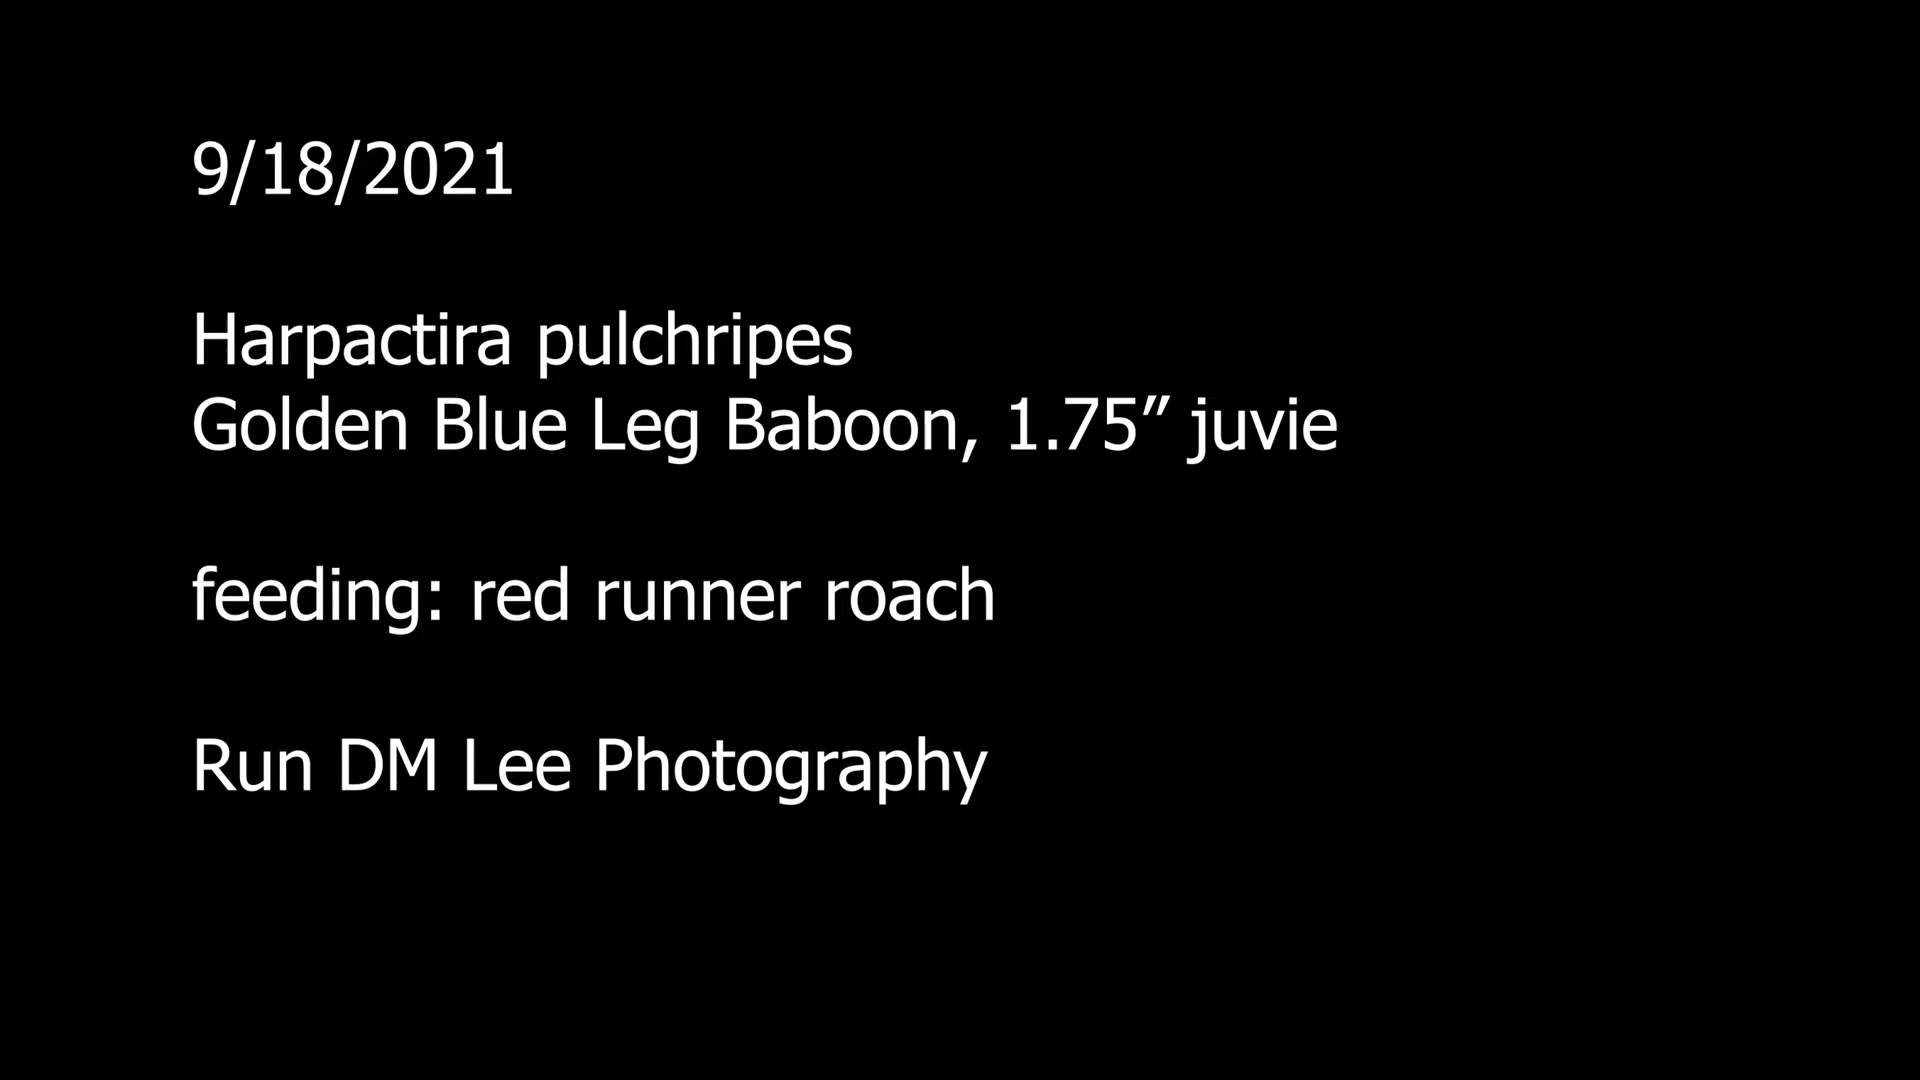 9/18/2021
Harpactira pulchripes
Golden Blue Leg Baboon, 1.75” juvie
feeding: red runner roach
Run DM Lee Photography